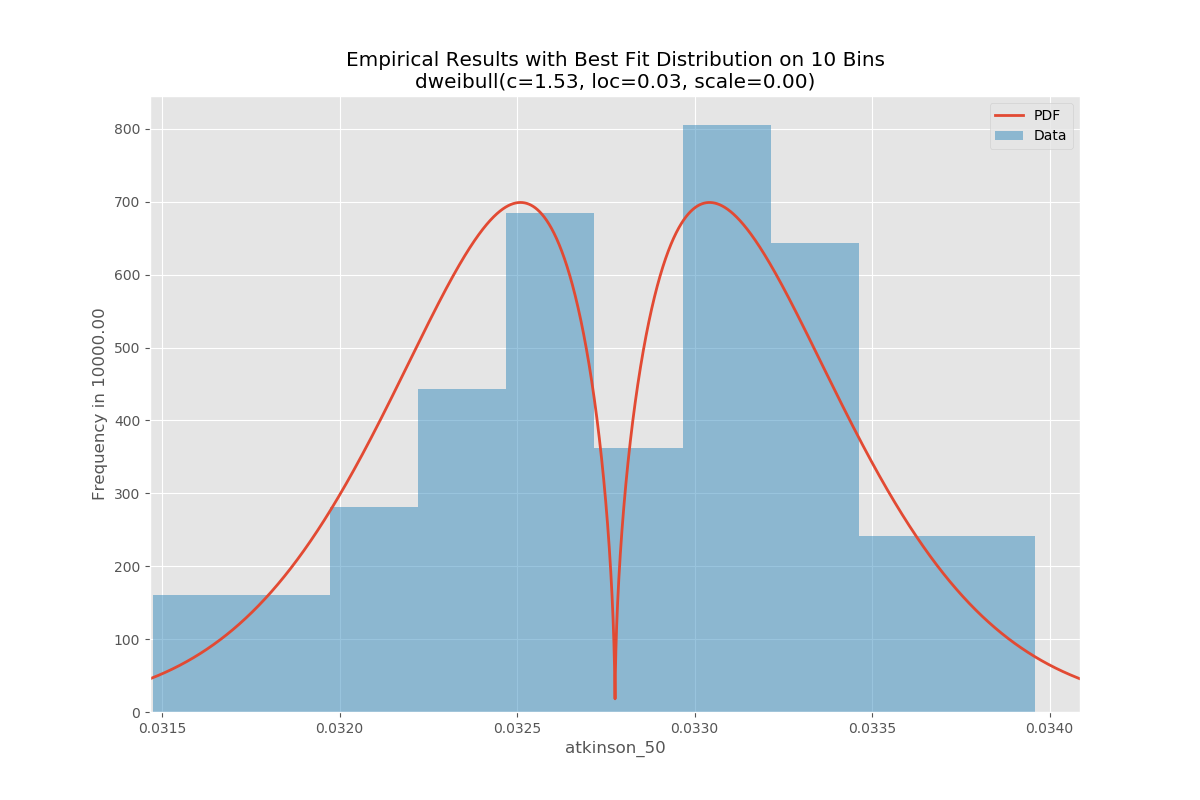 Empirical Results with Best Fit Distribution on 10 Bins
dweibull(c=1.53, loc=0.03, scale=0.00)
PDF
Data
800
700
600
500
400
300
200
100
0
Frequency in 10000.00
0.0315
0.0320
0.0325
0.0330
0.0335
0.0340
atkinson_50